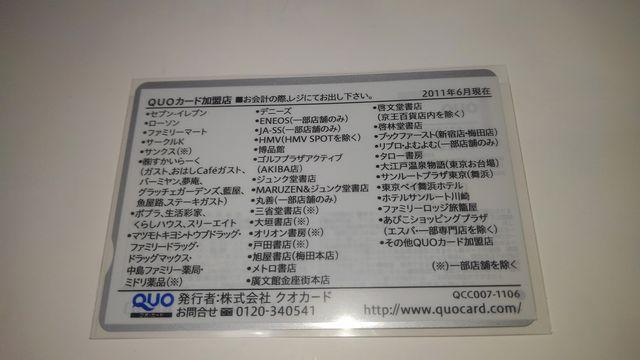 QUOカード加盟店 ■お会計の際、レジにてお出し下さい。 2011年6月現在
•セブン-イレブン
•ローソン
•ファミリーマート
•サークルK
•サンクス(※)
•㈱すかいらーく
(ガスト、おはしCafeガスト、
バーミヤン、夢庵、
グラッチェガーデンズ、藍屋、
魚屋路、ステーキガスト)
•ポプラ、生活彩家、
くらしハウス、スリーエイト
•マツモトキヨシトウブドラッグ・
ファミリードラッグ・
ドラッグマックス・
中島ファミリー薬局・
ミドリ薬品(※)
•デニーズ
•ENEOS(一部店舗のみ)
•JA-SS(一部店舗のみ)
•HMV(HMV SPOTを除く)
•博品館
•ゴルフプラザアクティブ
(AKIBA店)
•ジュンク堂書店
•MARUZEN&ジュンク堂書店
•丸善(一部店舗のみ)
•三省堂書店(※)
•大垣書店(※)
•オリオン書房(※)
•戸田書店(※)
•旭屋書店(梅田本店)
•メトロ書店
•廣文館金座街本店
•啓文堂書店
(京王百貨店内を除く)
•啓林堂書店
•ブックファースト(新宿店・梅田店)
•リブロ・よむよむ(一部店舗のみ)
•タロー書房
•大江戸温泉物語(東京お台場)
•サンルートプラザ東京(舞浜)
•東京ベイ舞浜ホテル
•ホテルサンルート川崎
•ファミリーロッジ旅籠屋
•あびこショッピングプラザ
(エスパ・一部専門店を除く)
•その他QUOカード加盟店
(※)一部店舗を除く
QUO 発行者:株式会社 クオカード QCC007-1106
クオ・カード お問合せ 0120-340541 http://www.quocard.com/